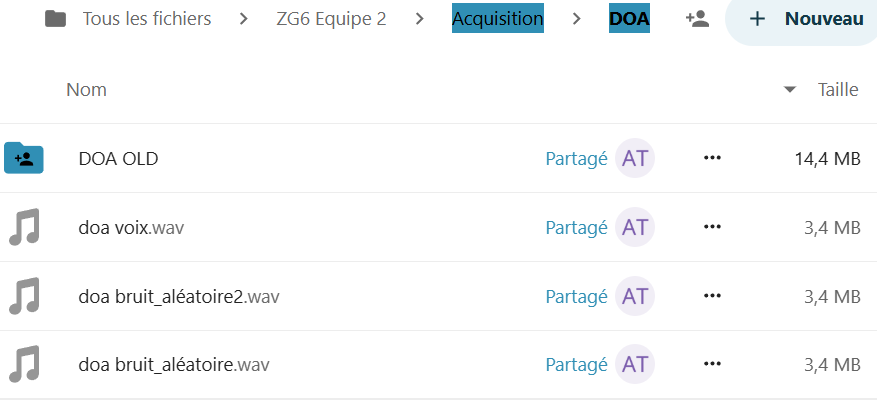 Tous les fichiers > ZG6 Equipe 2 > Acquisition > DOA + Nouveau
Nom Taille
DOA OLD Partagé AT ••• 14,4 MB
doa voix.wav Partagé AT ••• 3,4 MB
doa bruit_aléatoire2.wav Partagé AT ••• 3,4 MB
doa bruit_aléatoire.wav Partagé AT ••• 3,4 MB